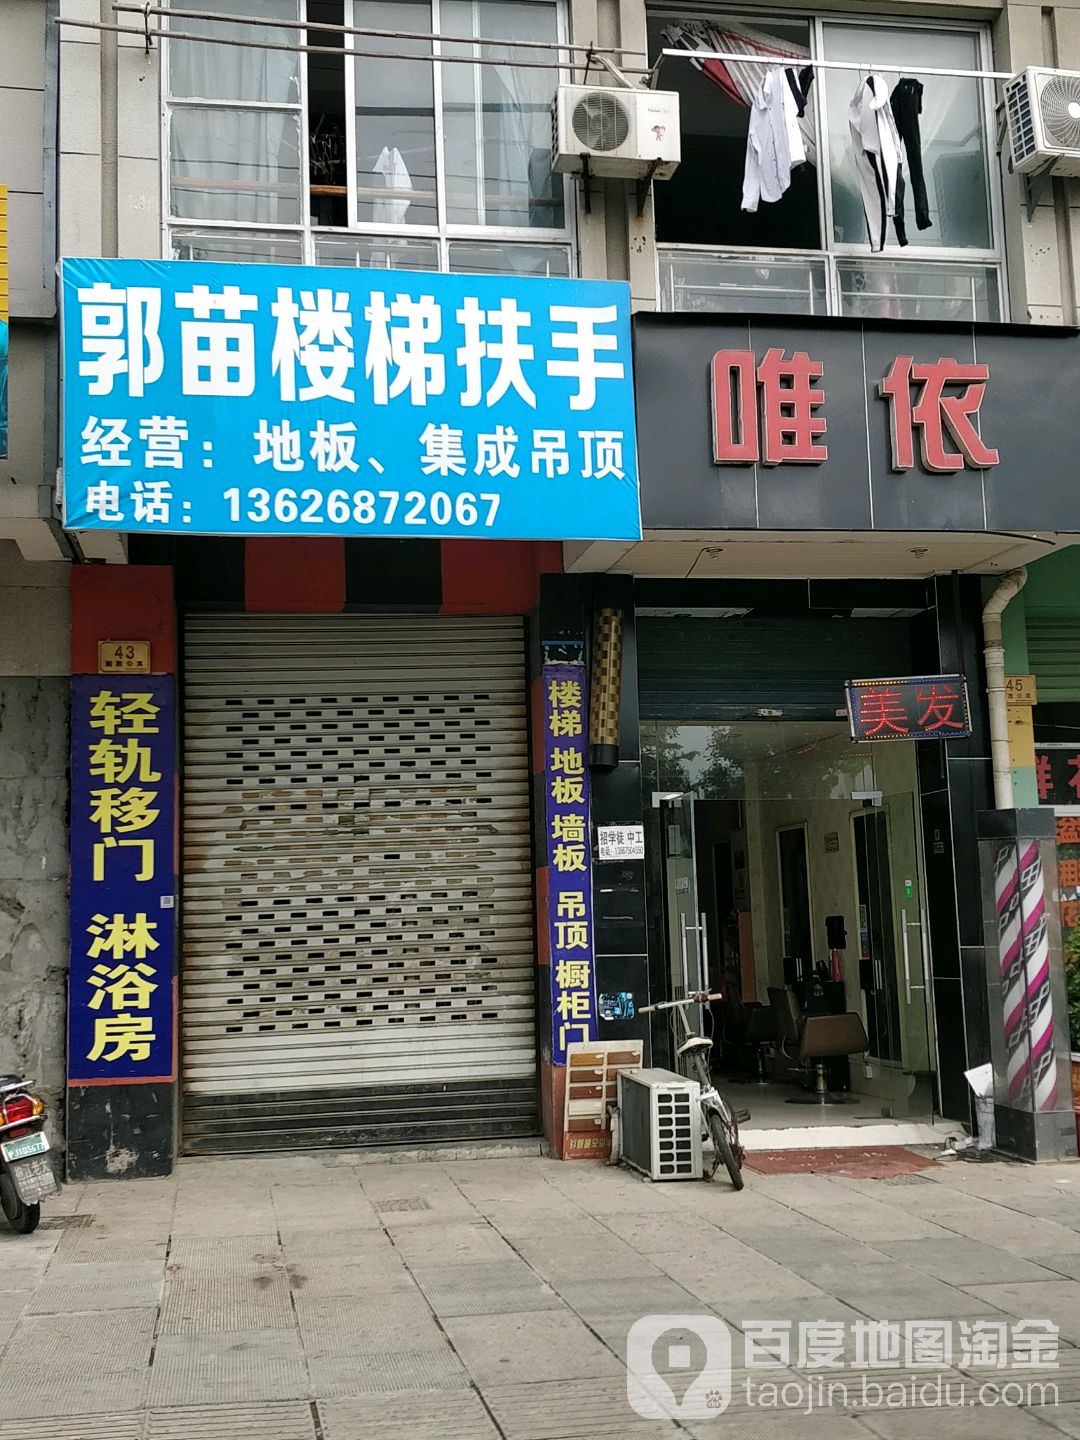 郭苗楼梯扶手
经营：地板、集成吊顶
电话：13626872067
唯依
43
轻轨移门 淋浴房
楼梯 地板 墙板 吊顶 橱柜门
美发
45
招学徒 中工
百度地图淘金
taojin.baidu.com